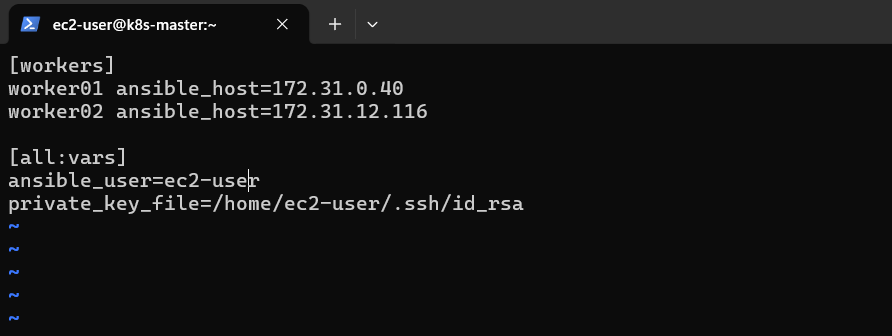 ec2-user@k8s-master:~
[workers]
worker01 ansible_host=172.31.0.40
worker02 ansible_host=172.31.12.116
[all:vars]
ansible_user=ec2-user
private_key_file=/home/ec2-user/.ssh/id_rsa
~
~
~
~
~